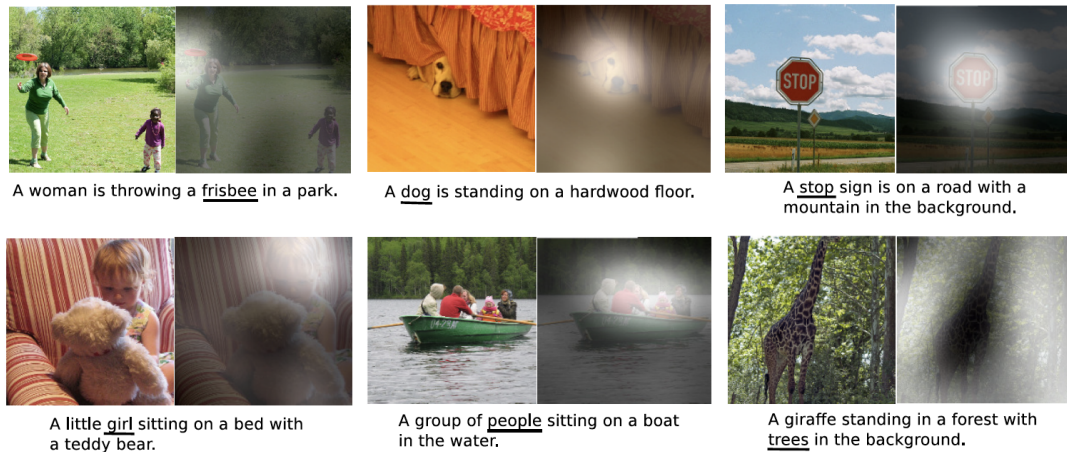 STOP
STOP
A woman is throwing a frisbee in a park.
A dog is standing on a hardwood floor.
A stop sign is on a road with a
mountain in the background.
A little girl sitting on a bed with
a teddy bear.
A group of people sitting on a boat
in the water.
A giraffe standing in a forest with
trees in the background.